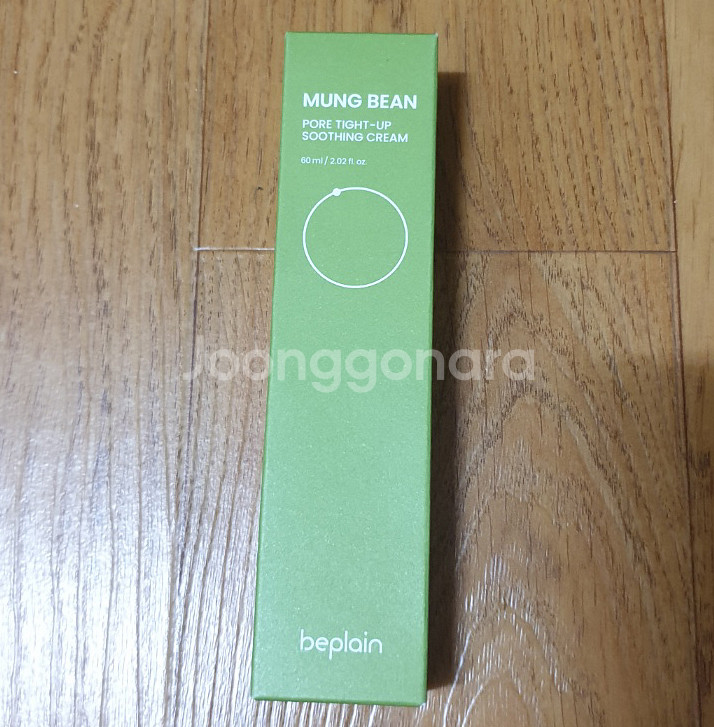 MUNG BEAN
PORE TIGHT-UP
SOOTHING CREAM
60 ml / 2.02 fl. oz.
Joonggonara
beplain